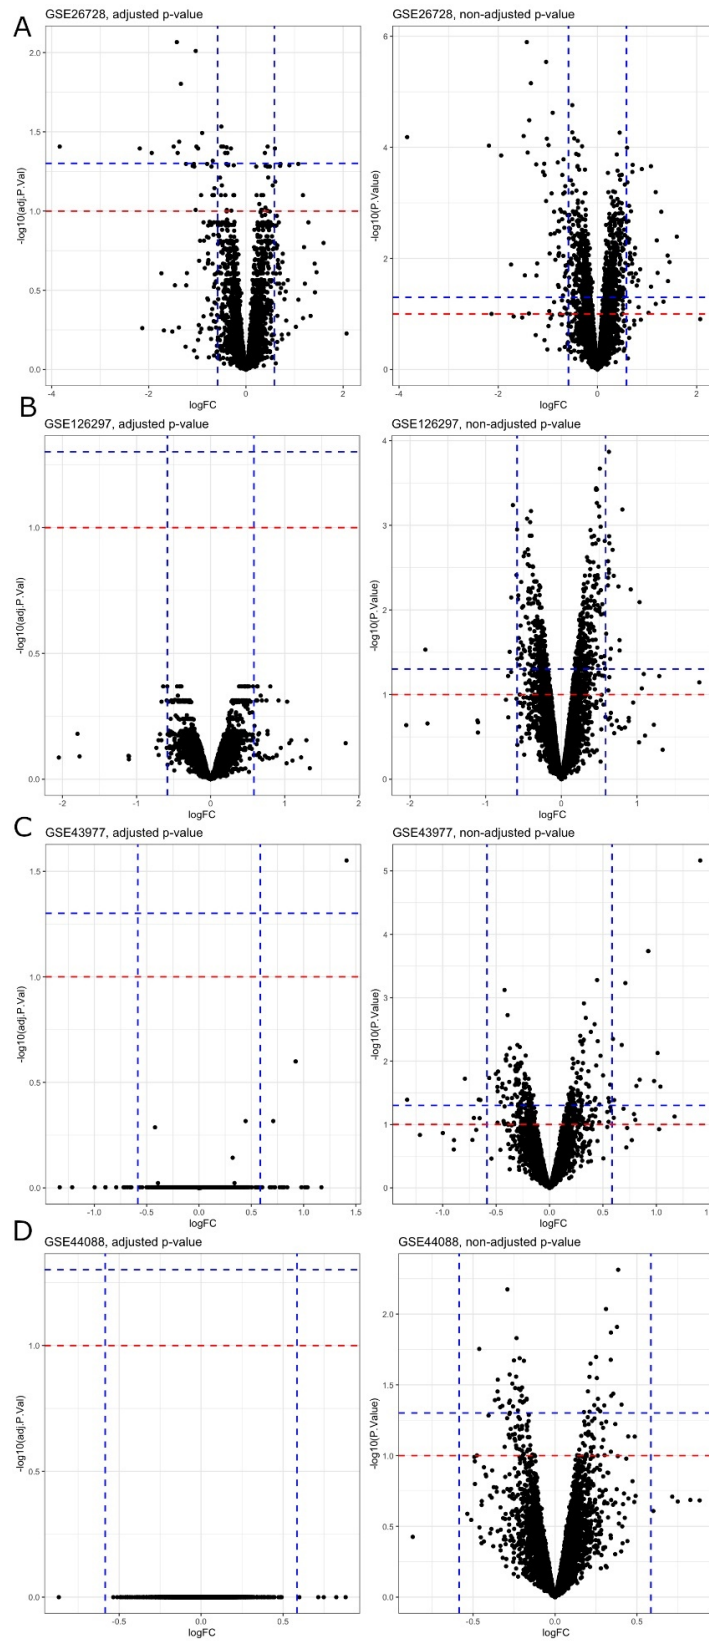 A
GSE26728, adjusted p-value
GSE26728, non-adjusted p-value
2.0
1.5
1.0
0.5
0.0
-log10(adj.P.Val)
-4
-2
0
2
logFC
6
4
2
0
-log10(P.Value)
-4
-2
0
2
logFC
B
GSE126297, adjusted p-value
GSE126297, non-adjusted p-value
1.0
0.5
0.0
-log10(adj.P.Val)
-2
-1
0
1
2
logFC
4
3
2
1
0
-log10(P.Value)
-2
-1
0
1
logFC
C
GSE43977, adjusted p-value
GSE43977, non-adjusted p-value
1.5
1.0
0.5
0.0
-log10(adj.P.Val)
-1.0
-0.5
0.0
0.5
1.0
1.5
logFC
5
4
3
2
1
0
-log10(P.Value)
-1.0
-0.5
0.0
0.5
1.0
logFC
D
GSE44088, adjusted p-value
GSE44088, non-adjusted p-value
1.0
0.5
0.0
-log10(adj.P.Val)
-0.5
0.0
0.5
logFC
2.0
1.5
1.0
0.5
0.0
-log10(P.Value)
-0.5
0.0
0.5
logFC